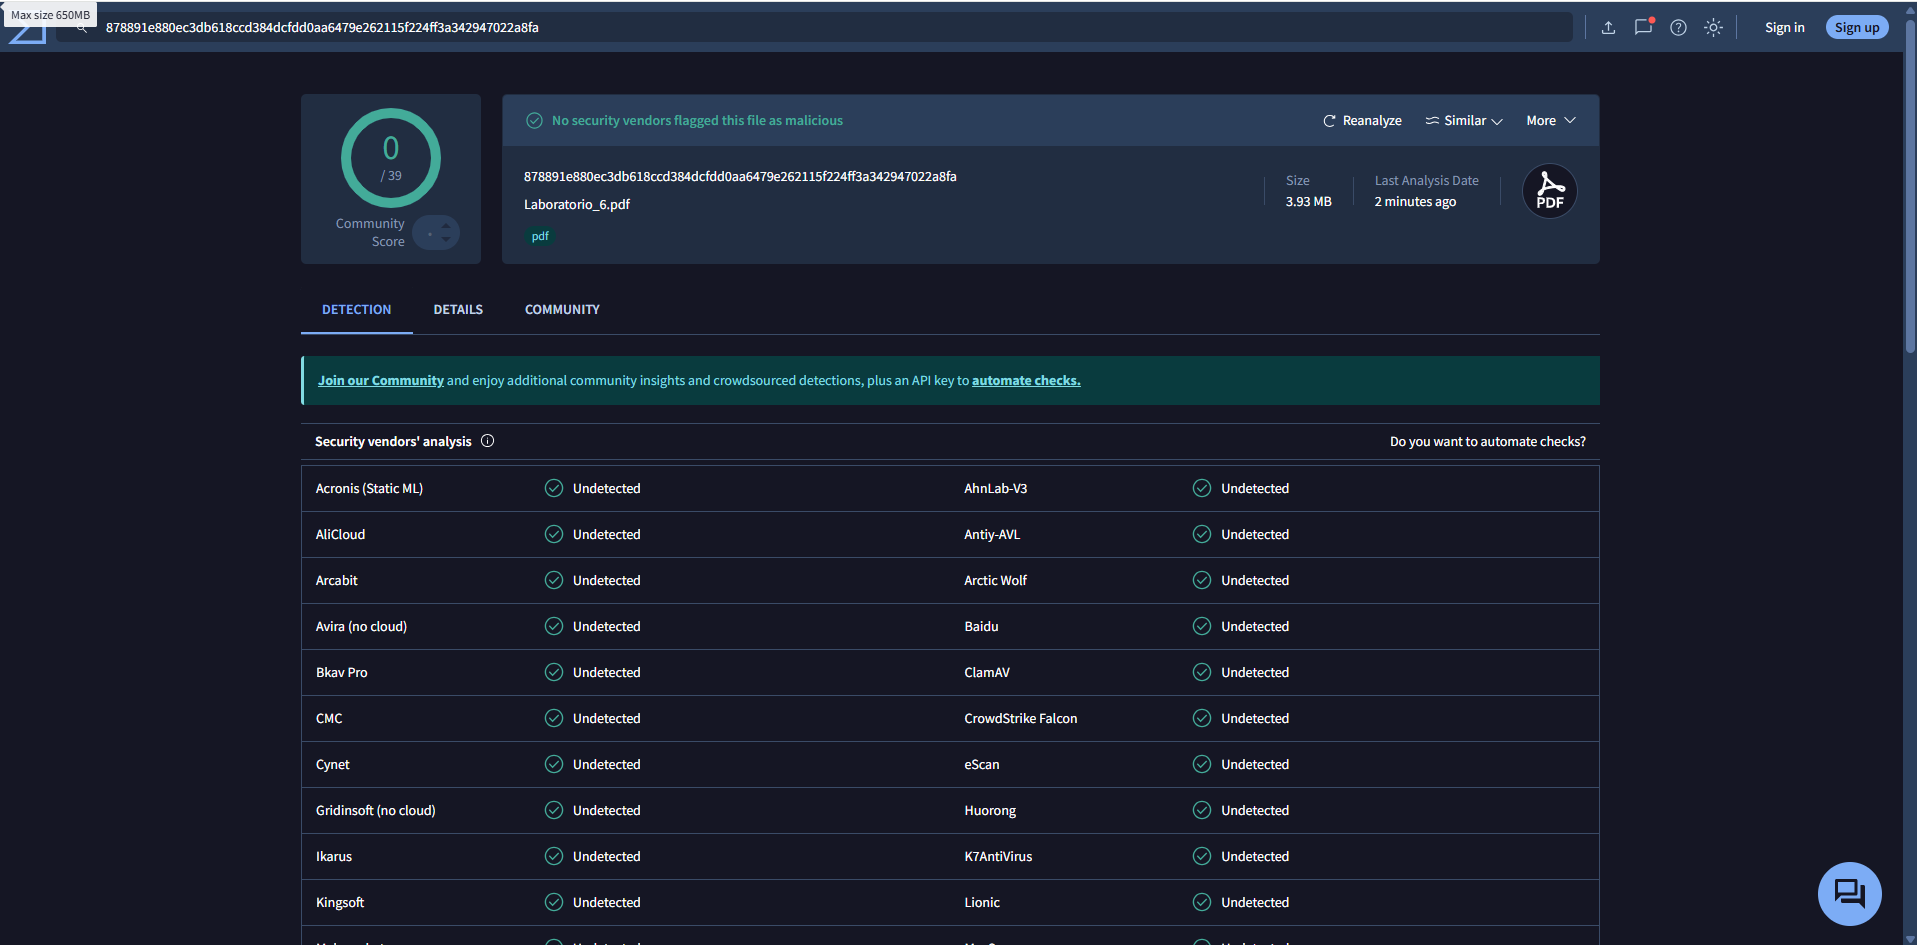 Max size 650MB
878891e880ec3db618ccd384dcfdd0aa6479e262115f224ff3a342947022a8fa
Sign in
Sign up
0
/ 39
Community
Score
No security vendors flagged this file as malicious
Reanalyze
Similar
More
878891e880ec3db618ccd384dcfdd0aa6479e262115f224ff3a342947022a8fa
Laboratorio_6.pdf
pdf
Size
3.93 MB
Last Analysis Date
2 minutes ago
PDF
DETECTION
DETAILS
COMMUNITY
Join our Community and enjoy additional community insights and crowdsourced detections, plus an API key to automate checks.
Security vendors' analysis
Do you want to automate checks?
Acronis (Static ML) Undetected AhnLab-V3 Undetected
AliCloud Undetected Antiy-AVL Undetected
Arcabit Undetected Arctic Wolf Undetected
Avira (no cloud) Undetected Baidu Undetected
Bkav Pro Undetected ClamAV Undetected
CMC Undetected CrowdStrike Falcon Undetected
Cynet Undetected eScan Undetected
Gridinsoft (no cloud) Undetected Huorong Undetected
Ikarus Undetected K7AntiVirus Undetected
Kingsoft Undetected Lionic Undetected